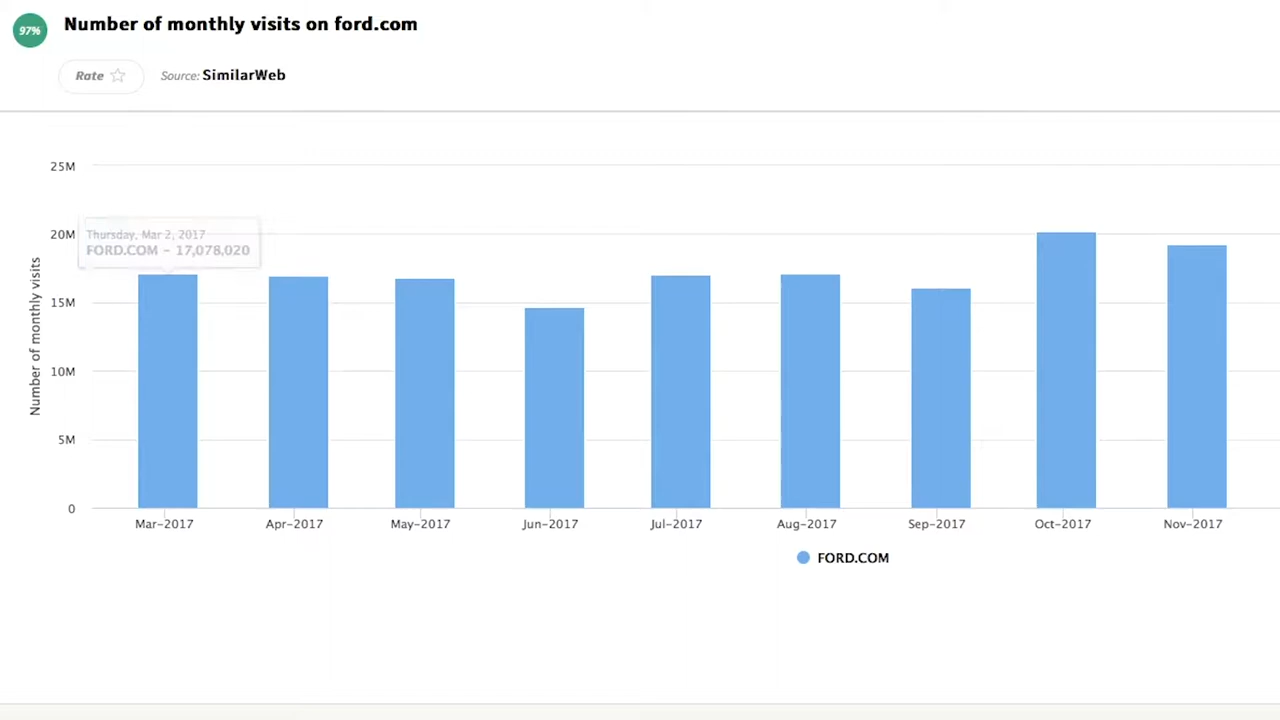 97%
Number of monthly visits on ford.com
Rate
Source: SimilarWeb
25M
20M
15M
10M
5M
0
Number of monthly visits
Thursday, Mar 2, 2017
FORD.COM - 17,078,020
Mar-2017 Apr-2017 May-2017 Jun-2017 Jul-2017 Aug-2017 Sep-2017 Oct-2017 Nov-2017
FORD.COM